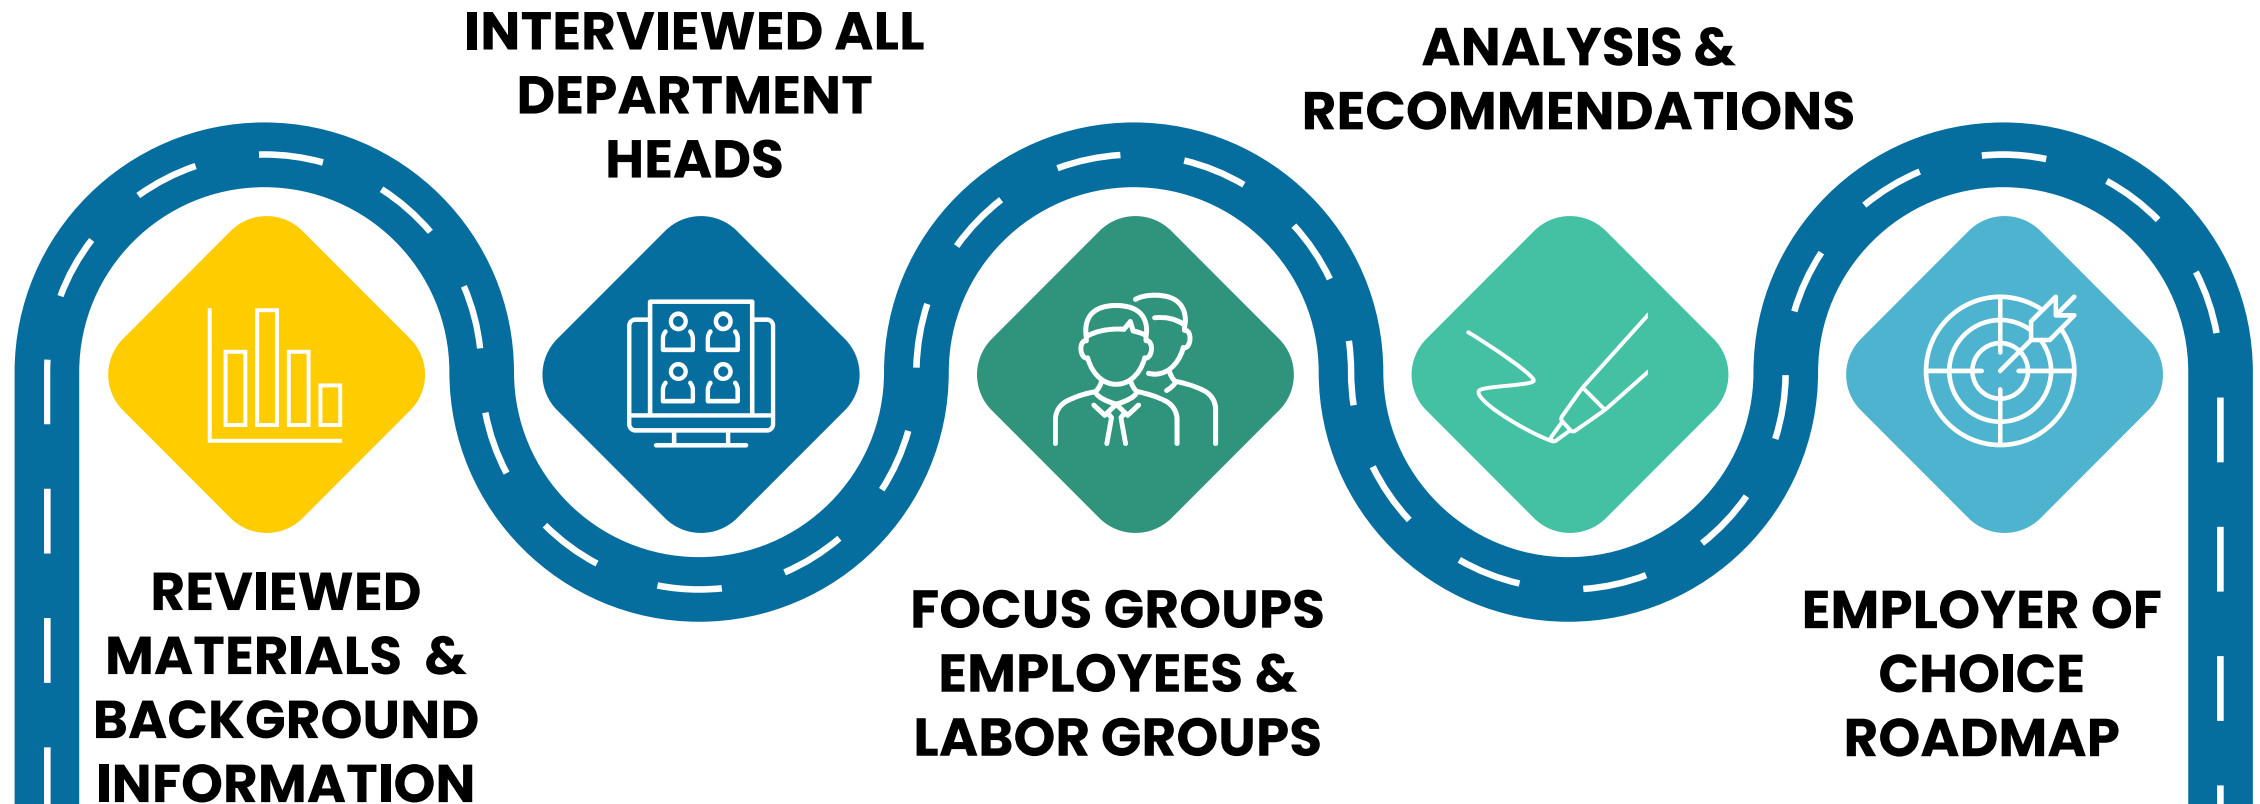 REVIEWED
MATERIALS & 
BACKGROUND
INFORMATION
INTERVIEWED ALL
DEPARTMENT
HEADS
FOCUS GROUPS
EMPLOYEES &
LABOR GROUPS
ANALYSIS &
RECOMMENDATIONS
EMPLOYER OF
CHOICE
ROADMAP